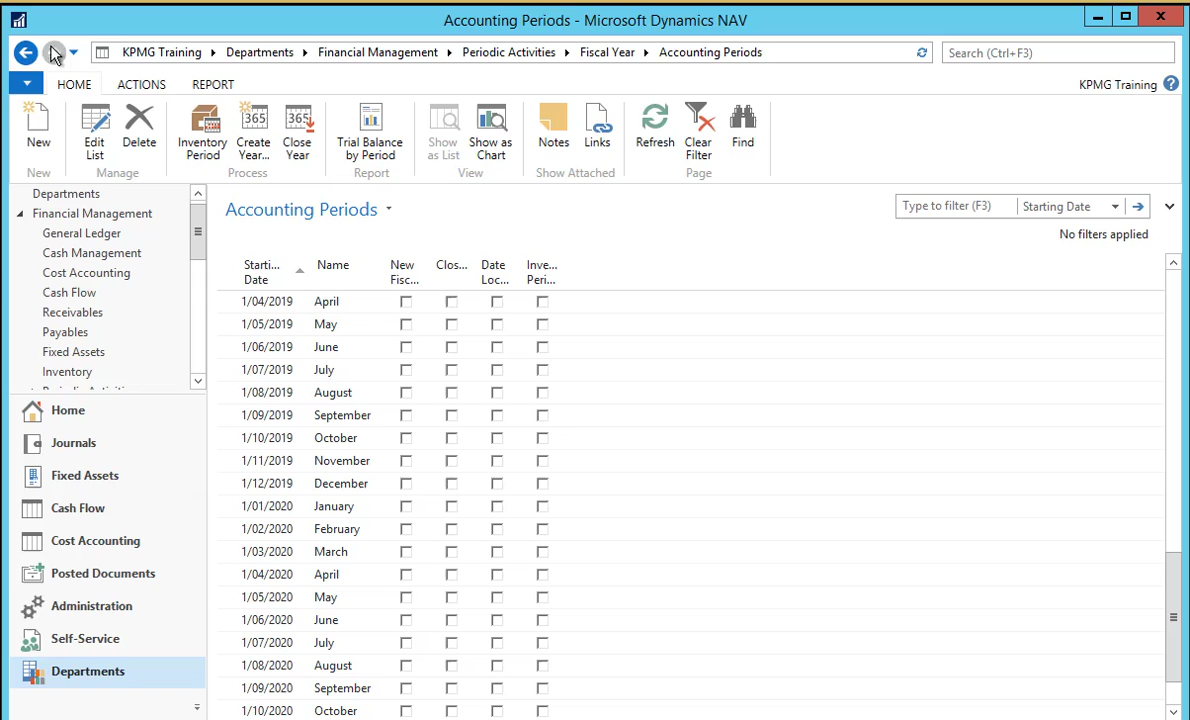 Accounting Periods - Microsoft Dynamics NAV
KPMG Training Departments Financial Management Periodic Activities Fiscal Year Accounting Periods
Search (Ctrl+F3)
HOME ACTIONS REPORT
KPMG Training
New
Edit List
Delete
Inventory Period
Create Year...
Close Year
Trial Balance by Period
Show as List
Show as Chart
Notes
Links
Refresh
Clear Filter
Find
New Manage Process Report View Show Attached Page
Departments
Financial Management
General Ledger
Cash Management
Cost Accounting
Cash Flow
Receivables
Payables
Fixed Assets
Inventory
Periodic Activities
Home
Journals
Fixed Assets
Cash Flow
Cost Accounting
Posted Documents
Administration
Self-Service
Departments
Accounting Periods
Type to filter (F3) Starting Date
No filters applied
Starti... Date Name New Fisc... Clos... Date Loc... Inve... Peri...
1/04/2019 April
1/05/2019 May
1/06/2019 June
1/07/2019 July
1/08/2019 August
1/09/2019 September
1/10/2019 October
1/11/2019 November
1/12/2019 December
1/01/2020 January
1/02/2020 February
1/03/2020 March
1/04/2020 April
1/05/2020 May
1/06/2020 June
1/07/2020 July
1/08/2020 August
1/09/2020 September
1/10/2020 October